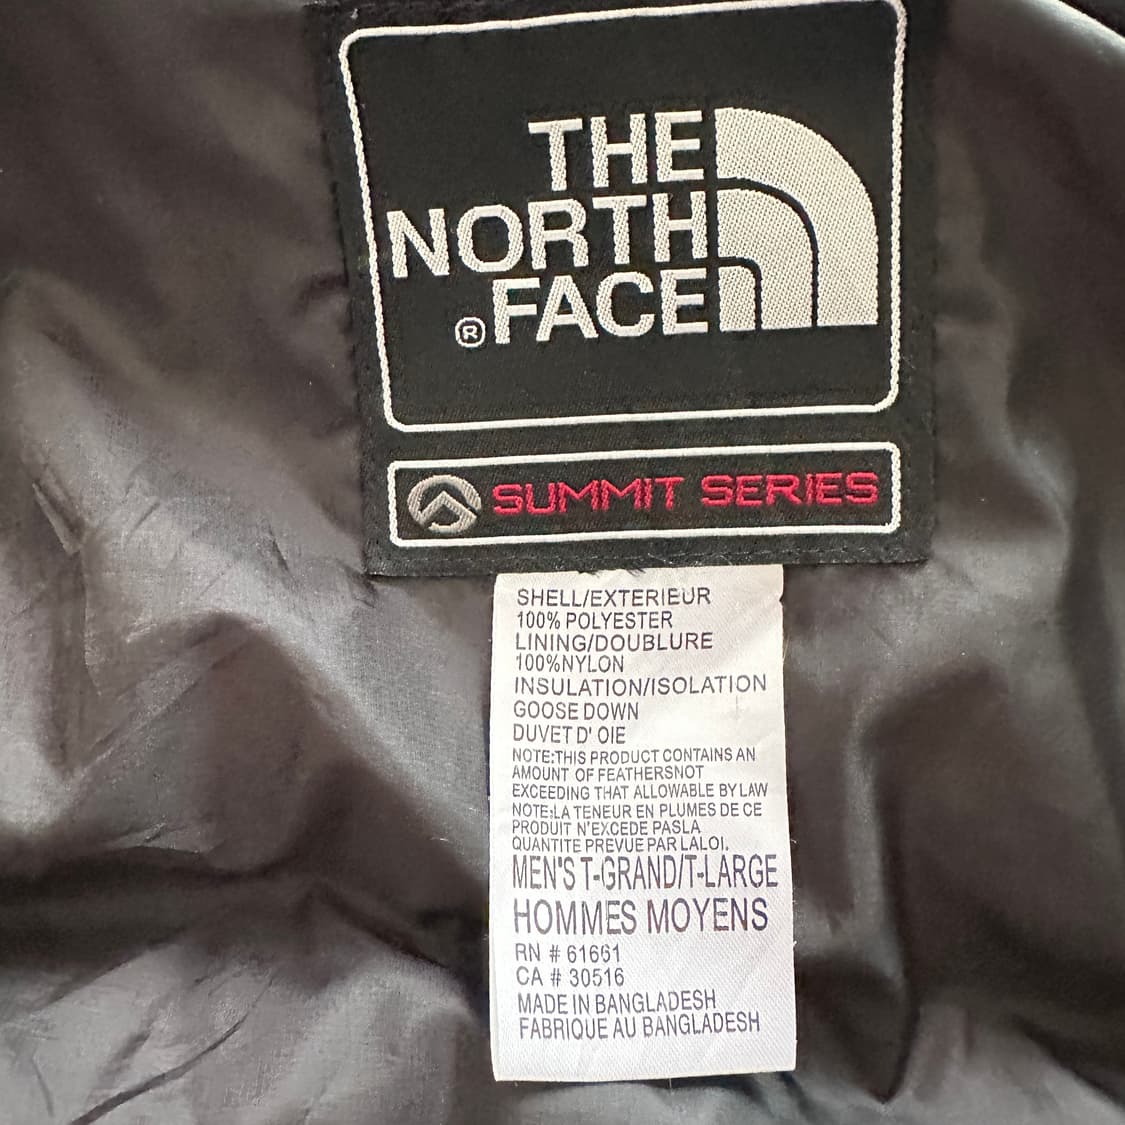 THE
NORTH
® FACE
SUMMIT SERIES
SHELL/EXTERIEUR
100% POLYESTER
LINING/DOUBLURE
100%NYLON
INSULATION/ISOLATION
GOOSE DOWN
DUVET D' OIE
NOTE:THIS PRODUCT CONTAINS AN
AMOUNT OF FEATHERSNOT
EXCEEDING THAT ALLOWABLE BY LAW
NOTE:LA TENEUR EN PLUMES DE CE
PRODUIT N'EXCEDE PASLA
QUANTITE PREVUE PAR LALOI.
MEN'S T-GRAND/T-LARGE
HOMMES MOYENS
RN # 61661
CA # 30516
MADE IN BANGLADESH
FABRIQUE AU BANGLADESH